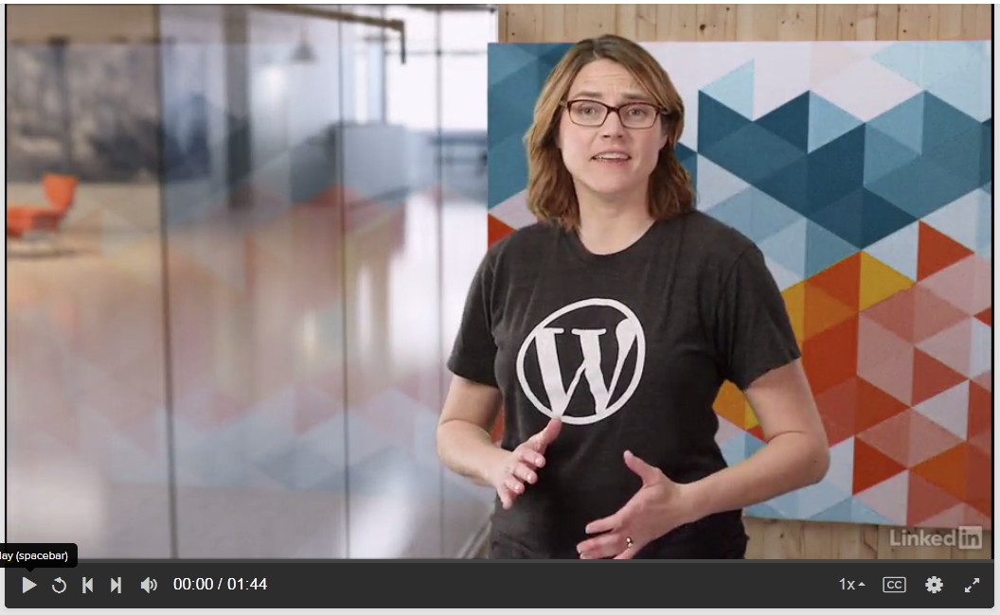 W
LinkedIn
lay (spacebar)
00:00 / 01:44
1x
CC